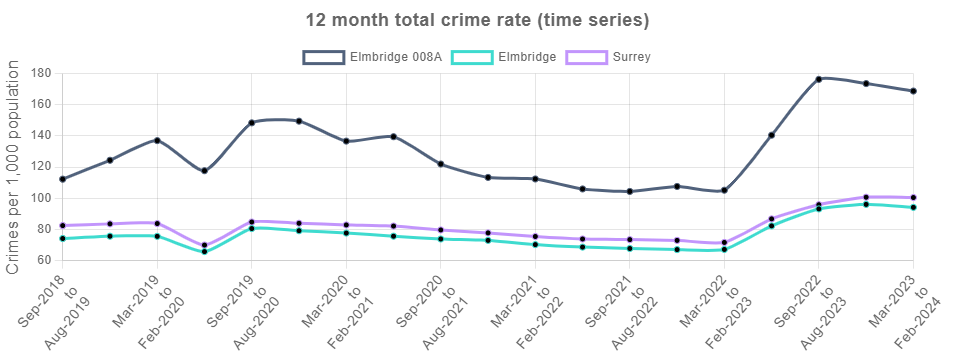 12 month total crime rate (time series)
Elmbridge 008A Elmbridge Surrey
Crimes per 1,000 population
180
160
140
120
100
80
60
Sep-2018
to
Aug-2019
Mar-2019
to
Feb-2020
Sep-2019
to
Aug-2020
Mar-2020
to
Feb-2021
Sep-2020
to
Aug-2021
Mar-2021
to
Feb-2022
Sep-2021
to
Aug-2022
Mar-2022
to
Feb-2023
Sep-2022
to
Aug-2023
Mar-2023
to
Feb-2024